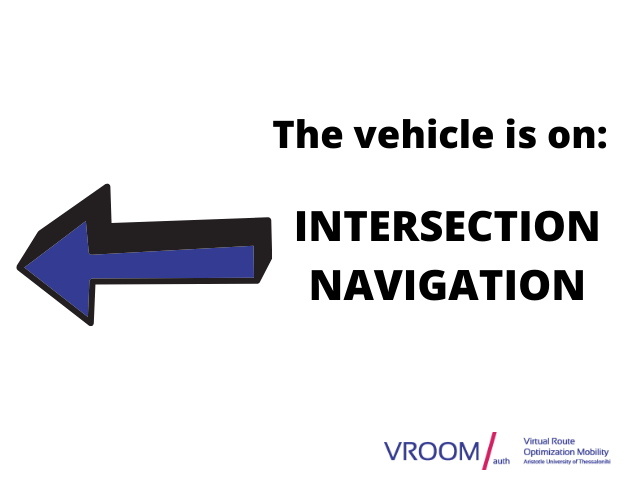 The vehicle is on:
INTERSECTION
NAVIGATION
VROOM/auth
Virtual Route
Optimization Mobility
Aristotle University of Thessaloniki